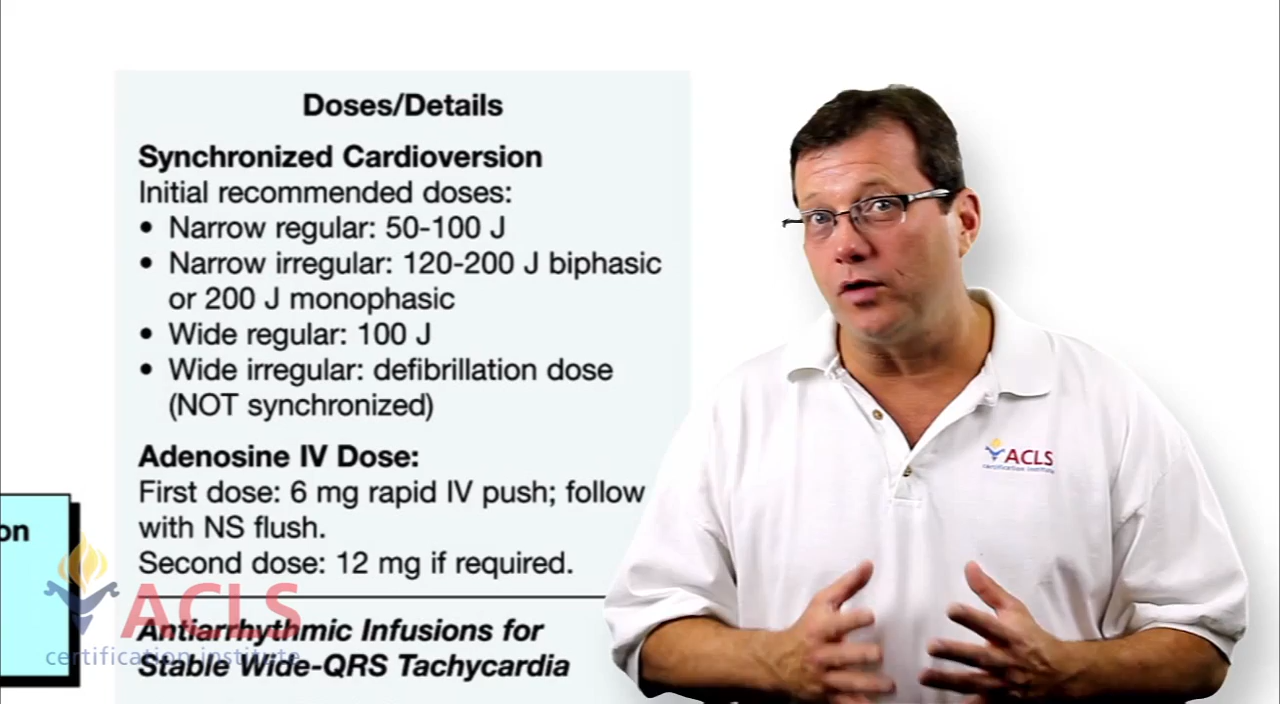 Doses/Details
Synchronized Cardioversion
Initial recommended doses:
• Narrow regular: 50-100 J
• Narrow irregular: 120-200 J biphasic
or 200 J monophasic
• Wide regular: 100 J
• Wide irregular: defibrillation dose
(NOT synchronized)
Adenosine IV Dose:
First dose: 6 mg rapid IV push; follow
with NS flush.
Second dose: 12 mg if required.
Antiarrhythmic Infusions for
Stable Wide-QRS Tachycardia
on
ACLS
certification institute
ACLS
certification institute